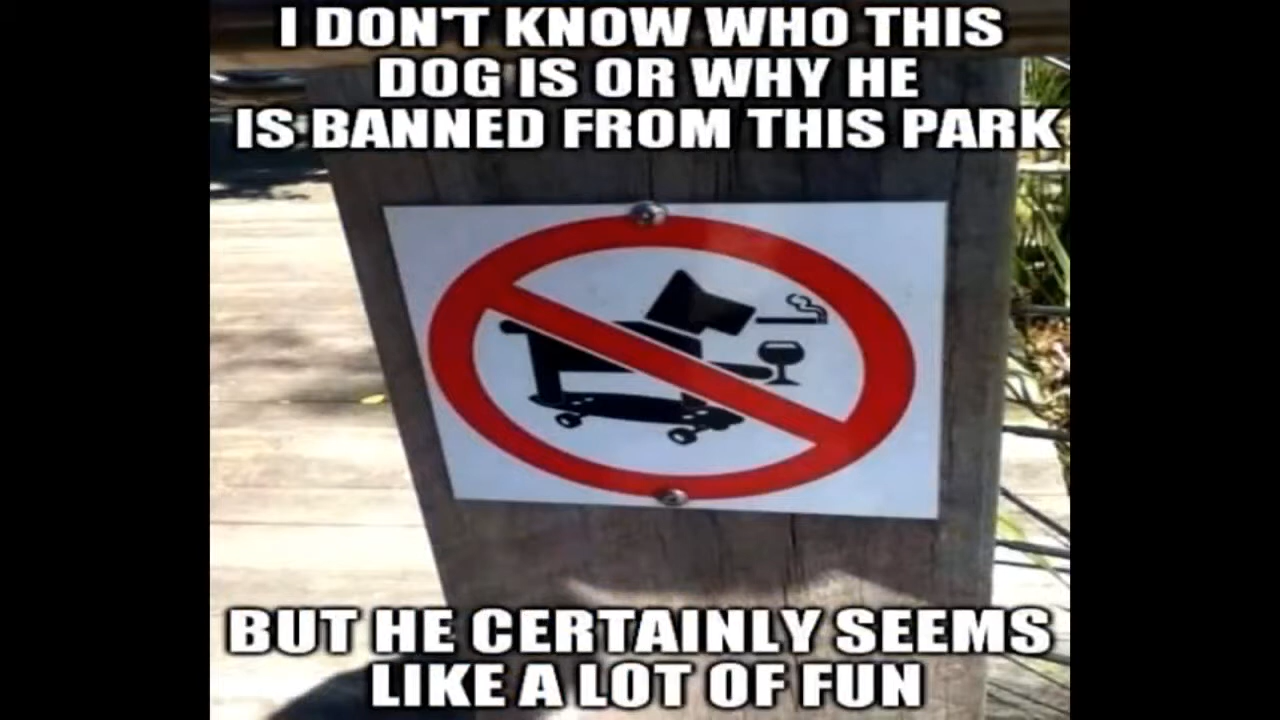 I DON'T KNOW WHO THIS
DOG IS OR WHY HE
IS BANNED FROM THIS PARK
BUT HE CERTAINLY SEEMS
LIKE A LOT OF FUN